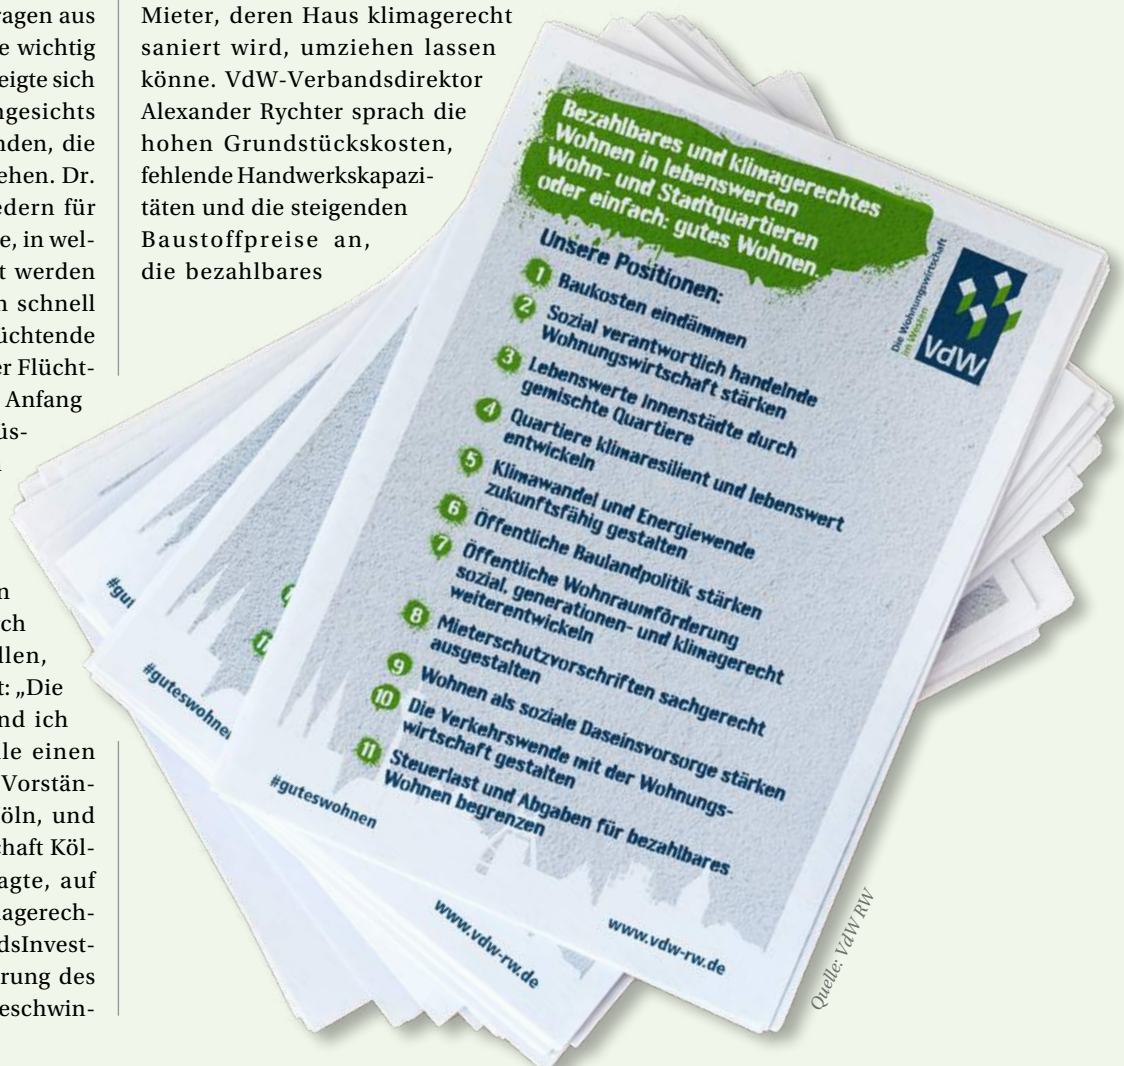 ragen aus
e wichtig
eigte sich
ngesichts
nden, die
ehen. Dr.
edern für
e, in wel-
t werden
n schnell
üchtende
er Flücht-
Anfang
üs-
n
ch
llen,
t: „Die
nd ich
lle einen
Vorstän-
öln, und
chaft Köl-
agte, auf
nagerech-
dsInvest-
rung des
eschwin-
Mieter, deren Haus klimagerecht
saniert wird, umziehen lassen
könne. VdW-Verbandsdirektor
Alexander Rychter sprach die
hohen Grundstückskosten,
fehlende Handwerkskapazi-
täten und die steigenden
Baustoffpreise an,
die bezahlbares
Bezahlbares und klimagerechtes
Wohnen in lebenswerten
Wohn- und Stadtquartieren
oder einfach: gutes Wohnen.
Die Wohnungswirtschaft
im Westen
VdW
Unsere Positionen:
1 Baukosten eindämmen
2 Sozial verantwortlich handelnde
Wohnungswirtschaft stärken
3 Lebenswerte Innenstädte durch
gemischte Quartiere
4 Quartiere klimaresilient und lebenswert
entwickeln
5 Klimawandel und Energiewende
zukunftsfähig gestalten
6 Öffentliche Baulandpolitik stärken
7 Öffentliche Wohnraumförderung
sozial, generationen- und klimagerecht
weiterentwickeln
8 Mieterschutzvorschriften sachgerecht
ausgestalten
9 Wohnen als soziale Daseinsvorsorge stärken
10 Die Verkehrswende mit der Wohnungs-
wirtschaft gestalten
11 Steuerlast und Abgaben für bezahlbares
Wohnen begrenzen
#guteswohnen
www.vdw-rw.de
#guteswohnen
www.vdw-rw.de
#gut
Quelle: VdW RW